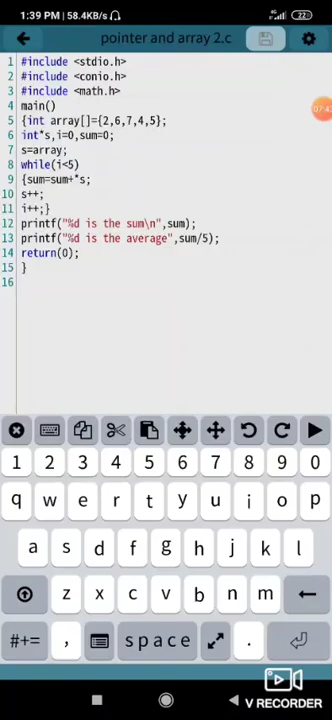 1:39 PM | 58.4KB/s
4G
22
pointer and array 2.c
1 #include <stdio.h>
2 #include <conio.h>
3 #include <math.h>
4 main()
5 {int array[]={2,6,7,4,5};
6 int*s,i=0,sum=0;
7 s=array;
8 while(i<5)
9 {sum=sum+*s;
10 s++;
11 i++;}
12 printf("%d is the sum\n",sum);
13 printf("%d is the average",sum/5);
14 return(0);
15 }
16
1 2 3 4 5 6 7 8 9 0
q w e r t y u i o p
a s d f g h j k l
z x c v b n m
#+= , space .
V RECORDER